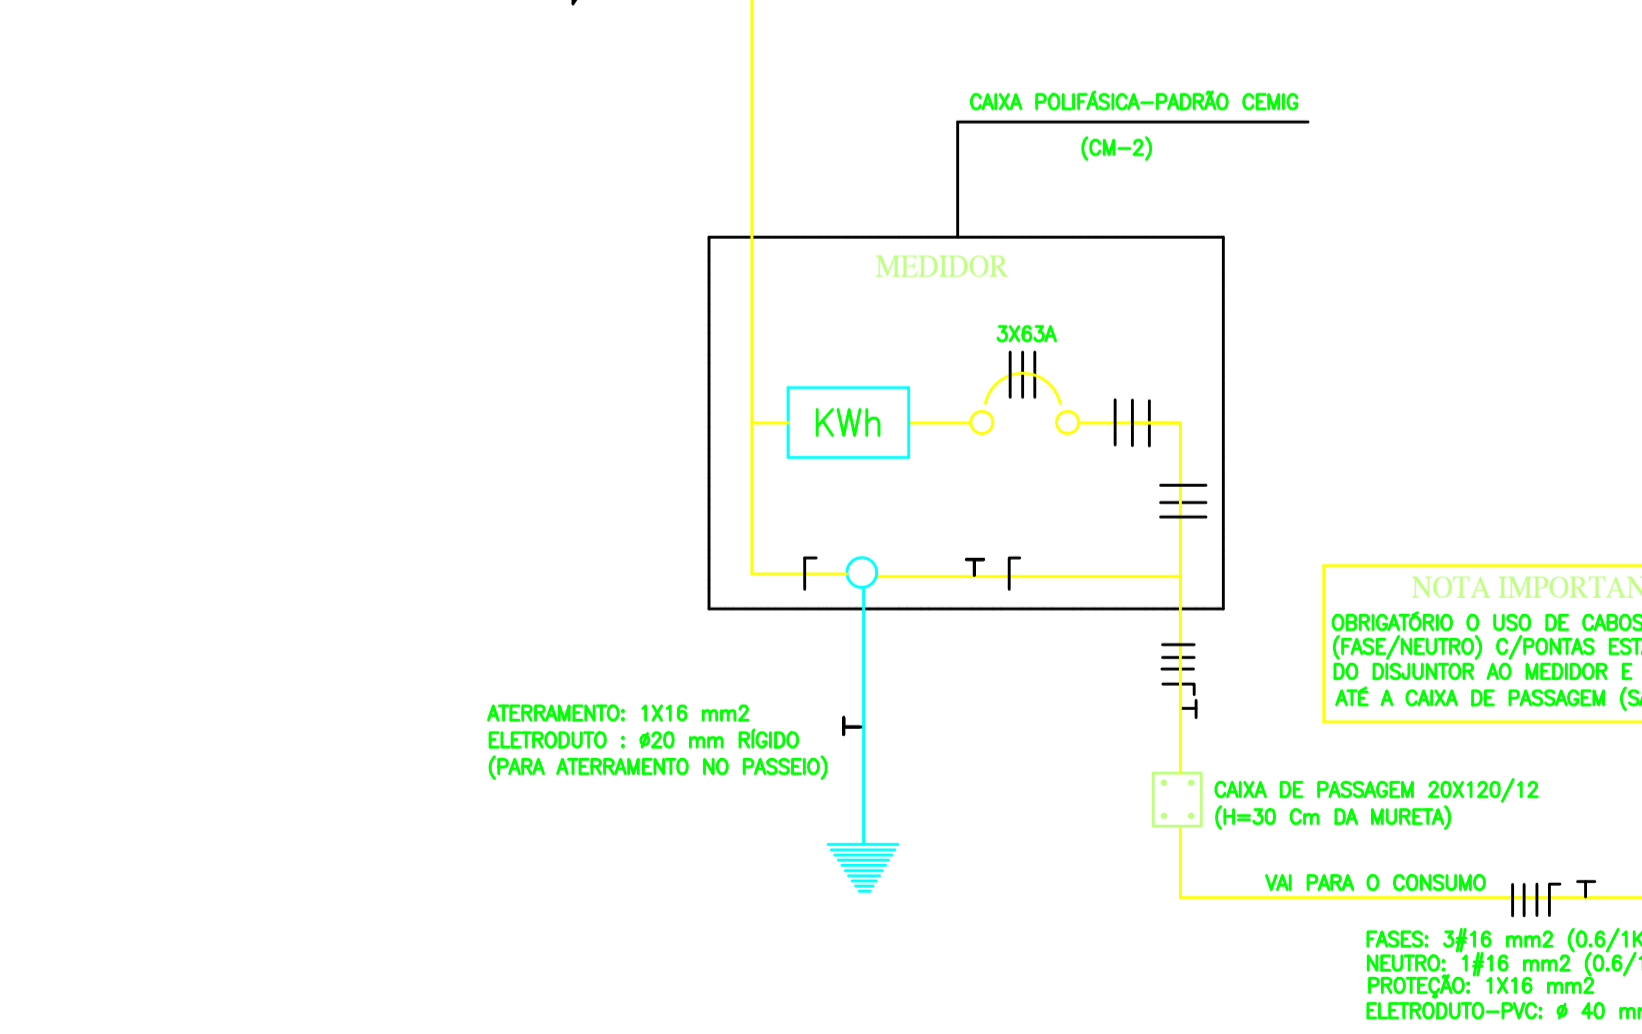 CAIXA POLIFÁSICA-PADRÃO CEMIG
(CM-2)
MEDIDOR
3X63A
KWh
NOTA IMPORTAN
OBRIGATÓRIO O USO DE CABOS
(FASE/NEUTRO) C/PONTAS EST
DO DISJUNTOR AO MEDIDOR E
ATÉ A CAIXA DE PASSAGEM (SA
ATERRAMENTO: 1X16 mm2
ELETRODUTO : ø20 mm RÍGIDO
(PARA ATERRAMENTO NO PASSEIO)
CAIXA DE PASSAGEM 20X120/12
(H=30 Cm DA MURETA)
VAI PARA O CONSUMO
FASES: 3#16 mm2 (0.6/1K
NEUTRO: 1#16 mm2 (0.6/1
PROTEÇÃO: 1X16 mm2
ELETRODUTO-PVC: ø 40 mm